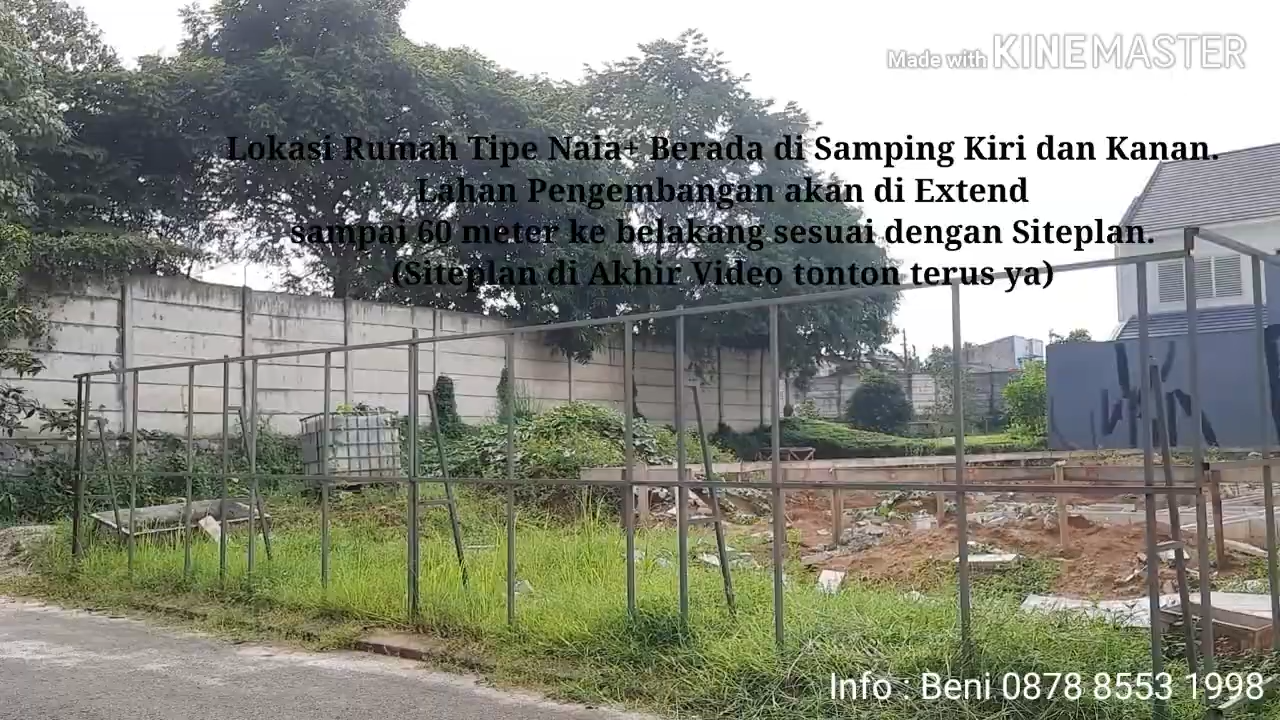 Made with KINEMASTER
Lokasi Rumah Tipe Naia+ Berada di Samping Kiri dan Kanan.
Lahan Pengembangan akan di Extend
sampai 60 meter ke belakang sesuai dengan Siteplan.
(Siteplan di Akhir Video tonton terus ya)
Info : Beni 0878 8553 1998